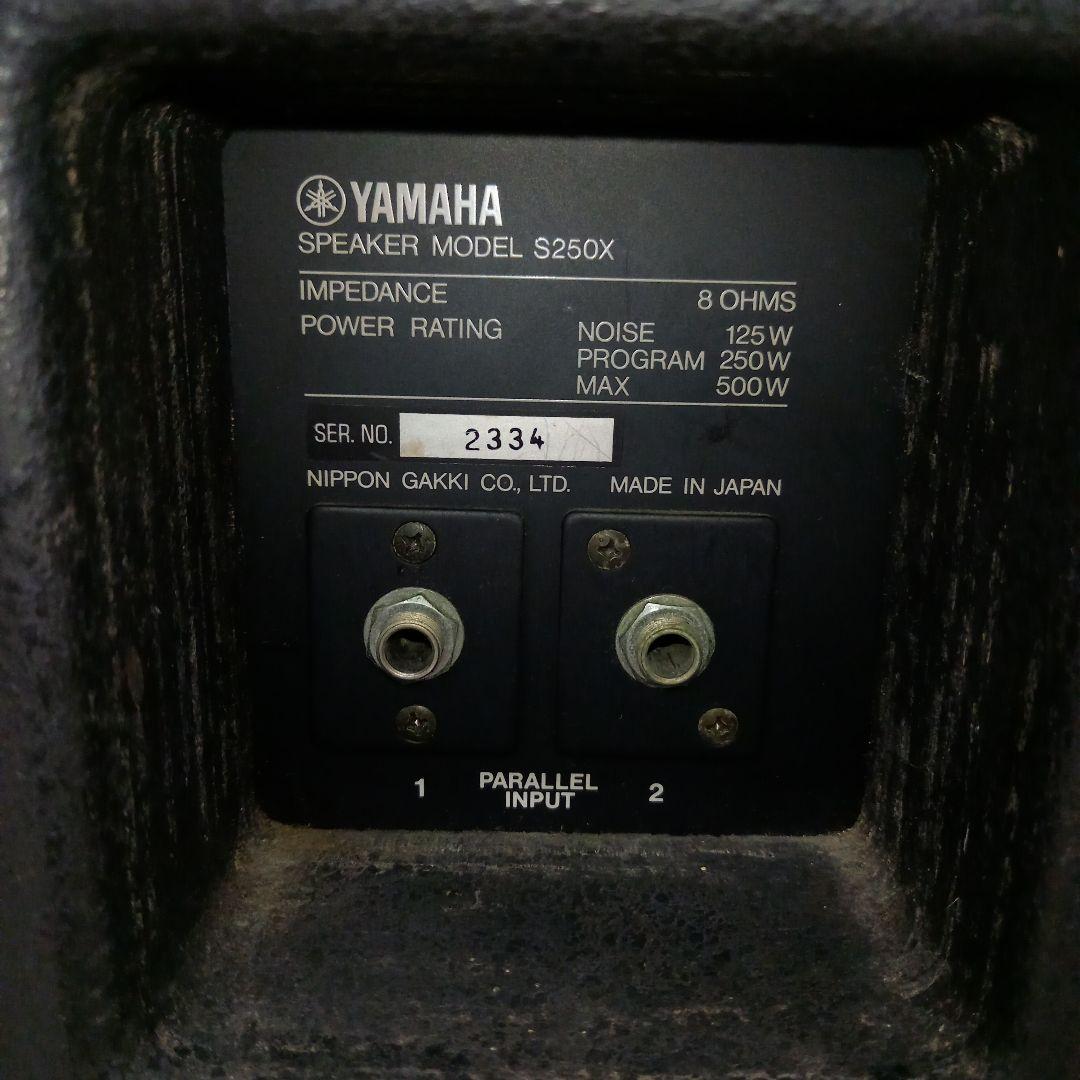 YAMAHA
SPEAKER MODEL S250X
IMPEDANCE 8 OHMS
POWER RATING NOISE 125W
PROGRAM 250W
MAX 500W
SER. NO. 2334
NIPPON GAKKI CO., LTD. MADE IN JAPAN
1 PARALLEL INPUT 2